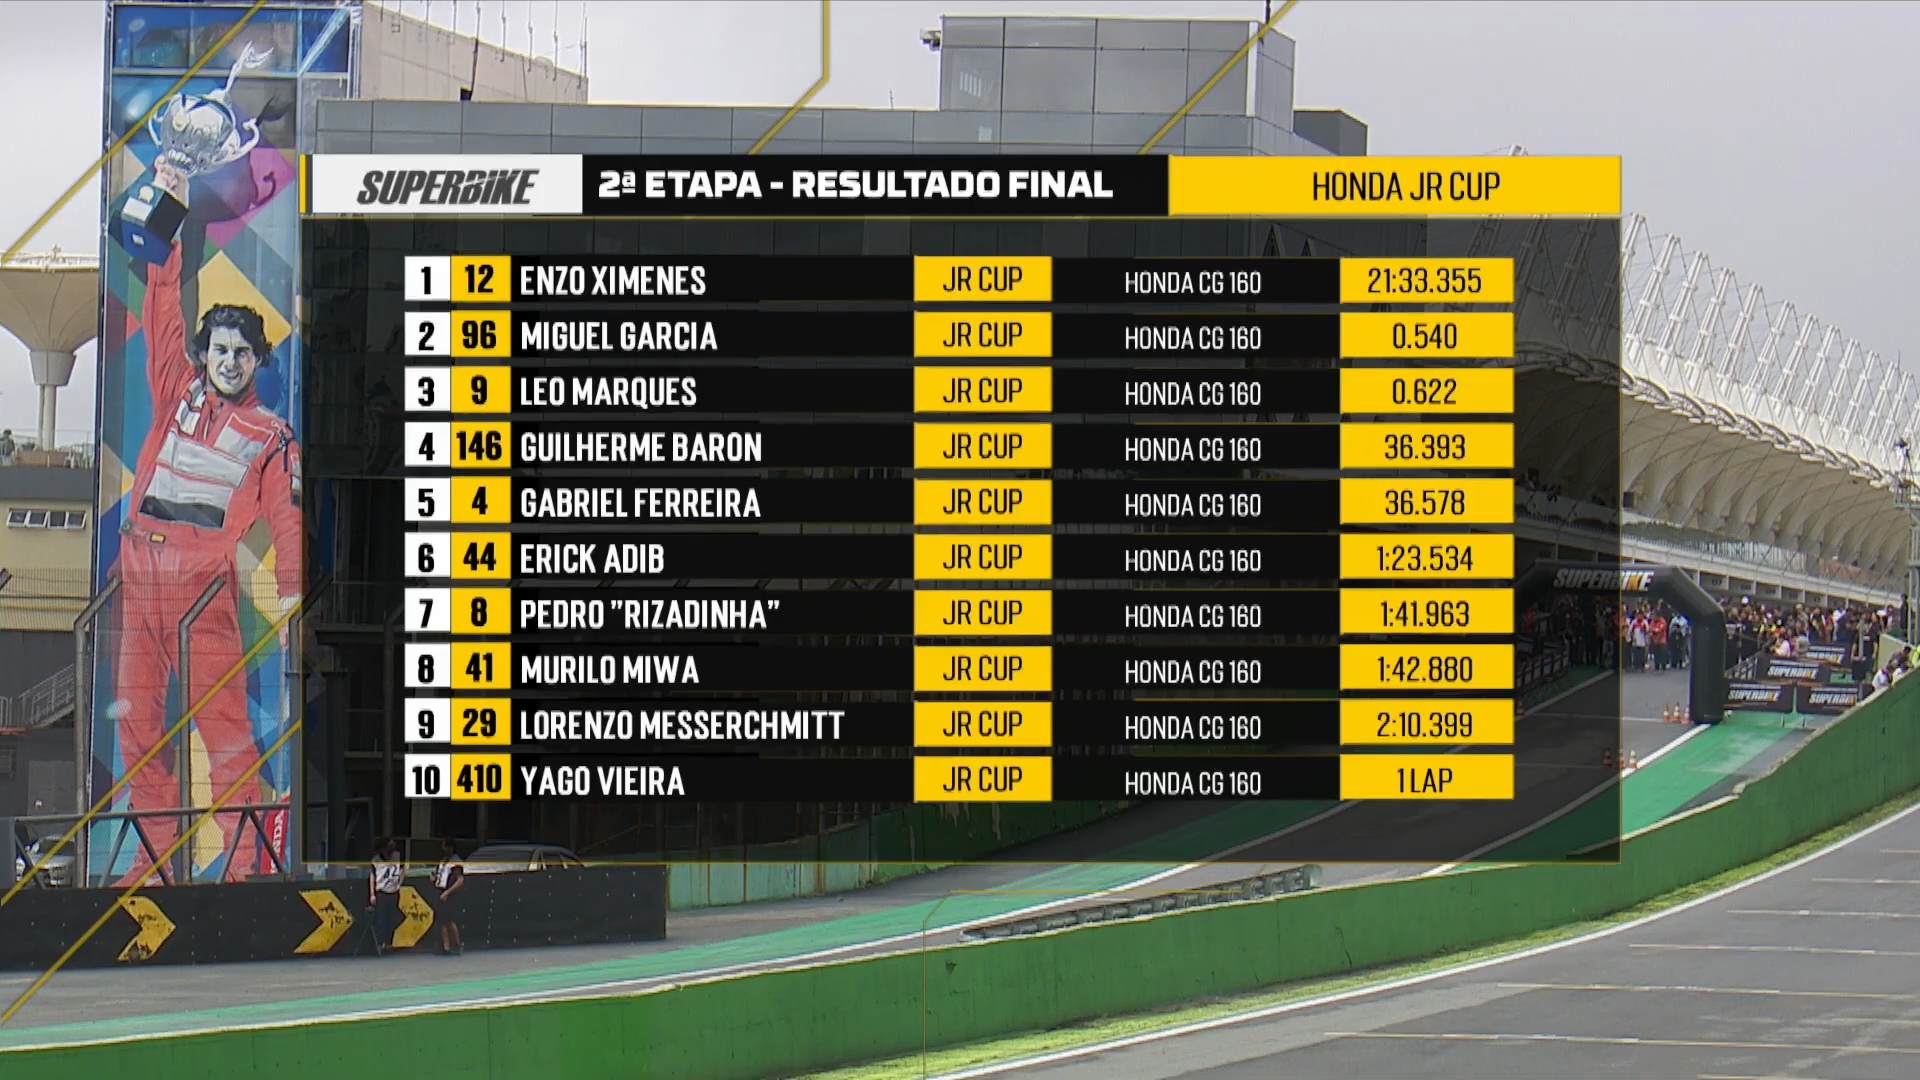 SUPERBIKE 2ª ETAPA - RESULTADO FINAL HONDA JR CUP
1 12 ENZO XIMENES JR CUP HONDA CG 160 21:33.355
2 96 MIGUEL GARCIA JR CUP HONDA CG 160 0.540
3 9 LEO MARQUES JR CUP HONDA CG 160 0.622
4 146 GUILHERME BARON JR CUP HONDA CG 160 36.393
5 4 GABRIEL FERREIRA JR CUP HONDA CG 160 36.578
6 44 ERICK ADIB JR CUP HONDA CG 160 1:23.534
7 8 PEDRO "RIZADINHA" JR CUP HONDA CG 160 1:41.963
8 41 MURILO MIWA JR CUP HONDA CG 160 1:42.880
9 29 LORENZO MESSERCHMITT JR CUP HONDA CG 160 2:10.399
10 410 YAGO VIEIRA JR CUP HONDA CG 160 1 LAP
SUPERBIKE
SUPERBIKE
SUPERBIKE
SUPERBIKE
HONDA